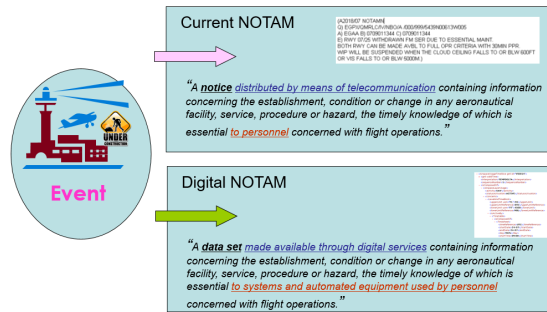 Current NOTAM
(A2018/07 NOTAMN
Q) EGPX/QMRLC/IV/NBO/A /000/999/5439N00613W005
A) EGAA B) 0709011344 C) 0709011344
E) RWY 07/25 WITHDRAWN FM SER DUE TO ESSENTIAL MAINT.
BOTH RWY CAN BE MADE AVBL TO FULL OPR CRITERIA WITH 30MIN PPR.
WIP WILL BE SUSPENDED WHEN THE CLOUD CEILING FALLS TO OR BLW 600FT
OR VIS FALLS TO OR BLW 5000M.)
"A notice distributed by means of telecommunication containing information
concerning the establishment, condition or change in any aeronautical
facility, service, procedure or hazard, the timely knowledge of which is
essential to personnel concerned with flight operations."
UNDER
CONSTRUCTION
Event
Digital NOTAM
"A data set made available through digital services containing information
concerning the establishment, condition or change in any aeronautical
facility, service, procedure or hazard, the timely knowledge of which is
essential to systems and automated equipment used by personnel
concerned with flight operations."